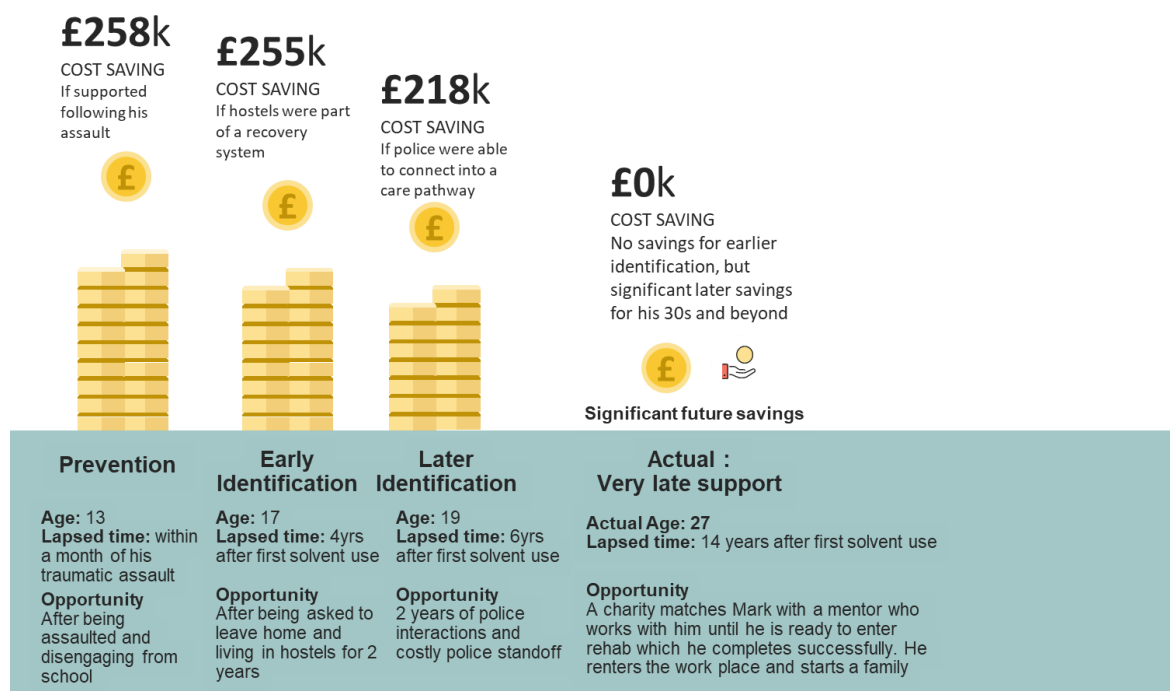 £258k
COST SAVING
If supported
following his
assault
£
£255k
COST SAVING
If hostels were part
of a recovery
system
£
£218k
COST SAVING
If police were able
to connect into a
care pathway
£
£0k
COST SAVING
No savings for earlier
identification, but
significant later savings
for his 30s and beyond
£
Significant future savings
Prevention
Age: 13
Lapsed time: within
a month of his
traumatic assault
Opportunity
After being
assaulted and
disengaging from
school
Early
Identification
Age: 17
Lapsed time: 4yrs
after first solvent use
Opportunity
After being asked to
leave home and
living in hostels for 2
years
Later
Identification
Age: 19
Lapsed time: 6yrs
after first solvent use
Opportunity
2 years of police
interactions and
costly police standoff
Actual :
Very late support
Actual Age: 27
Lapsed time: 14 years after first solvent use
Opportunity
A charity matches Mark with a mentor who
works with him until he is ready to enter
rehab which he completes successfully. He
renters the work place and starts a family